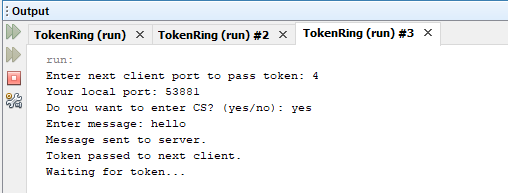 Output
TokenRing (run) × TokenRing (run) #2 × TokenRing (run) #3 ×
run:
Enter next client port to pass token: 4
Your local port: 53881
Do you want to enter CS? (yes/no): yes
Enter message: hello
Message sent to server.
Token passed to next client.
Waiting for token...